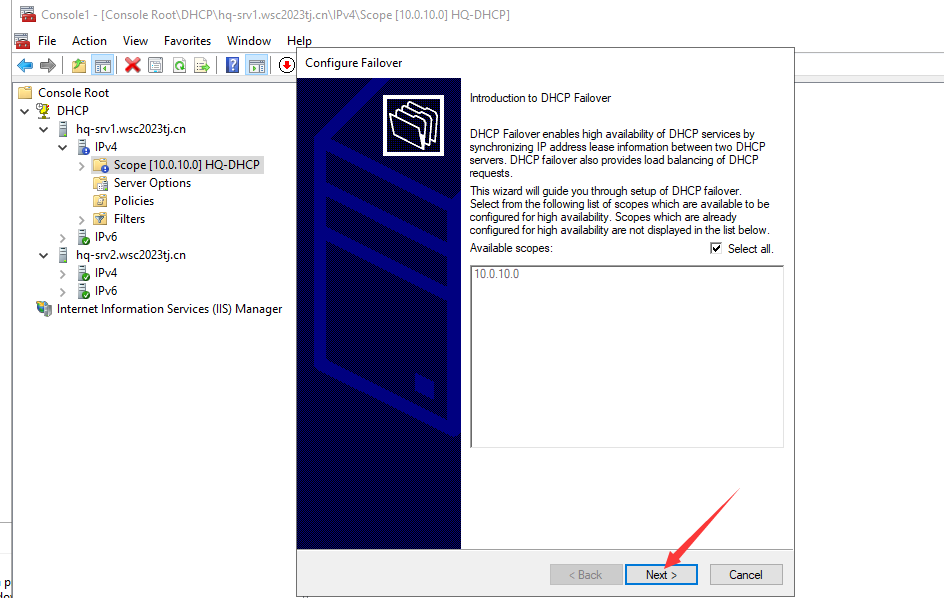 Console1 - [Console Root\DHCP\hq-srv1.wsc2023tj.cn\IPv4\Scope [10.0.10.0] HQ-DHCP]
File Action View Favorites Window Help
Console Root
DHCP
hq-srv1.wsc2023tj.cn
IPv4
Scope [10.0.10.0] HQ-DHCP
Server Options
Policies
Filters
IPv6
hq-srv2.wsc2023tj.cn
IPv4
IPv6
Internet Information Services (IIS) Manager
Configure Failover
Introduction to DHCP Failover
DHCP Failover enables high availability of DHCP services by
synchronizing IP address lease information between two DHCP
servers. DHCP failover also provides load balancing of DHCP
requests.
This wizard will guide you through setup of DHCP failover.
Select from the following list of scopes which are available to be
configured for high availability. Scopes which are already
configured for high availability are not displayed in the list below.
Available scopes:
Select all.
10.0.10.0
< Back
Next >
Cancel